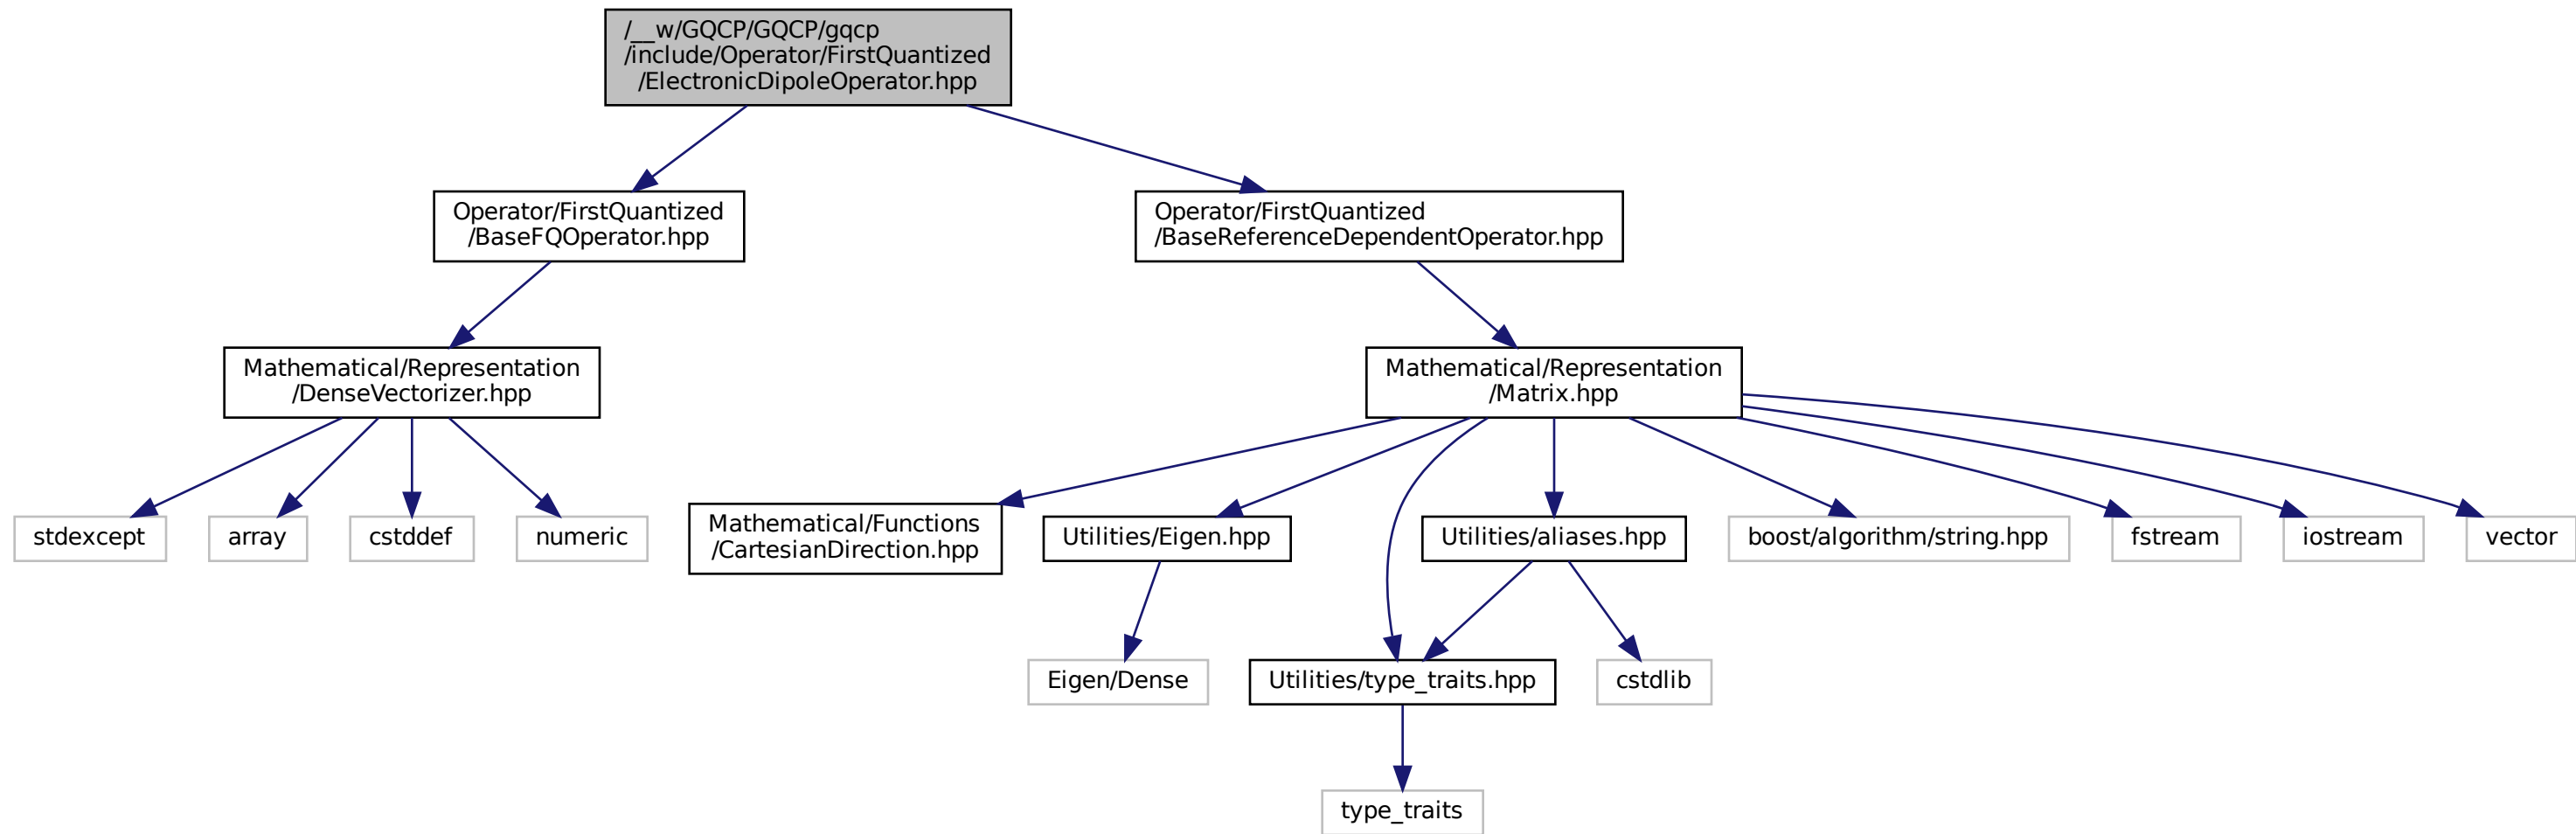 /__w/GQCP/GQCP/gqcp
/include/Operator/FirstQuantized
/ElectronicDipoleOperator.hpp
Operator/FirstQuantized
/BaseFQOperator.hpp
Operator/FirstQuantized
/BaseReferenceDependentOperator.hpp
Mathematical/Representation
/DenseVectorizer.hpp
Mathematical/Representation
/Matrix.hpp
stdexcept
array
cstddef
numeric
Mathematical/Functions
/CartesianDirection.hpp
Utilities/Eigen.hpp
Utilities/aliases.hpp
boost/algorithm/string.hpp
fstream
iostream
vector
Eigen/Dense
Utilities/type_traits.hpp
cstdlib
type_traits